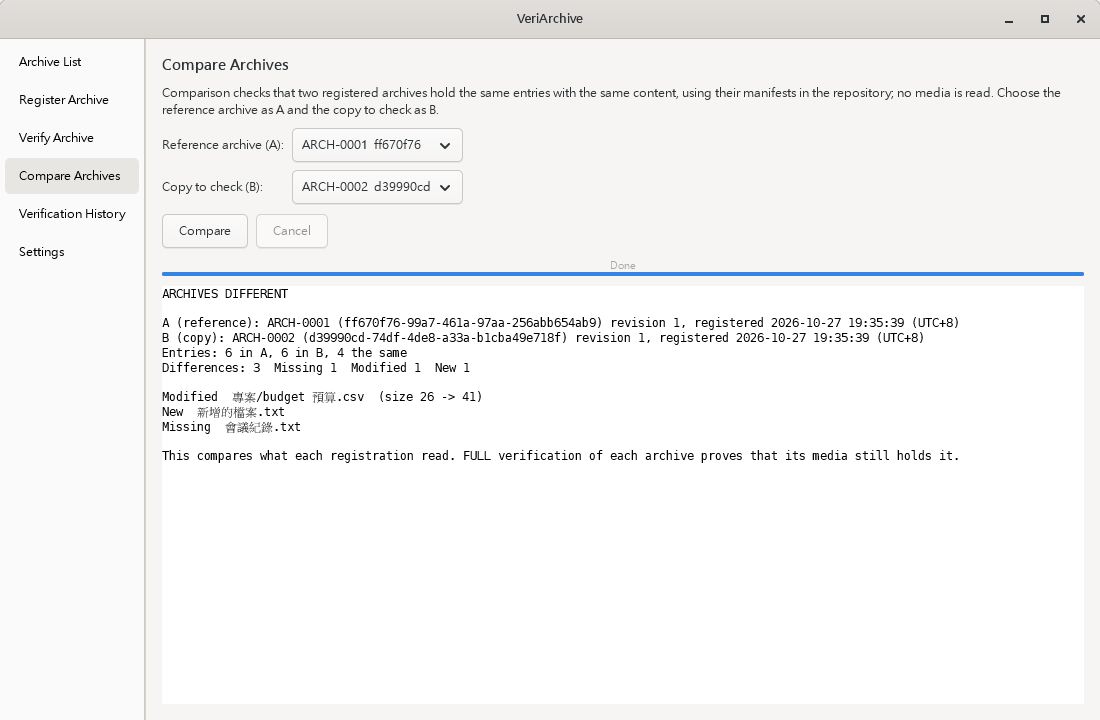 VeriArchive
Archive List
Register Archive
Verify Archive
Compare Archives
Verification History
Settings
Compare Archives
Comparison checks that two registered archives hold the same entries with the same content, using their manifests in the repository; no media is read. Choose the
reference archive as A and the copy to check as B.
Reference archive (A): ARCH-0001 ff670f76
Copy to check (B): ARCH-0002 d39990cd
Compare Cancel
Done
ARCHIVES DIFFERENT
A (reference): ARCH-0001 (ff670f76-99a7-461a-97aa-256abb654ab9) revision 1, registered 2026-10-27 19:35:39 (UTC+8)
B (copy): ARCH-0002 (d39990cd-74df-4de8-a33a-b1cba49e718f) revision 1, registered 2026-10-27 19:35:39 (UTC+8)
Entries: 6 in A, 6 in B, 4 the same
Differences: 3  Missing 1  Modified 1  New 1
Modified  專案/budget 預算.csv  (size 26 -> 41)
New  新增的檔案.txt
Missing  會議紀錄.txt
This compares what each registration read. FULL verification of each archive proves that its media still holds it.